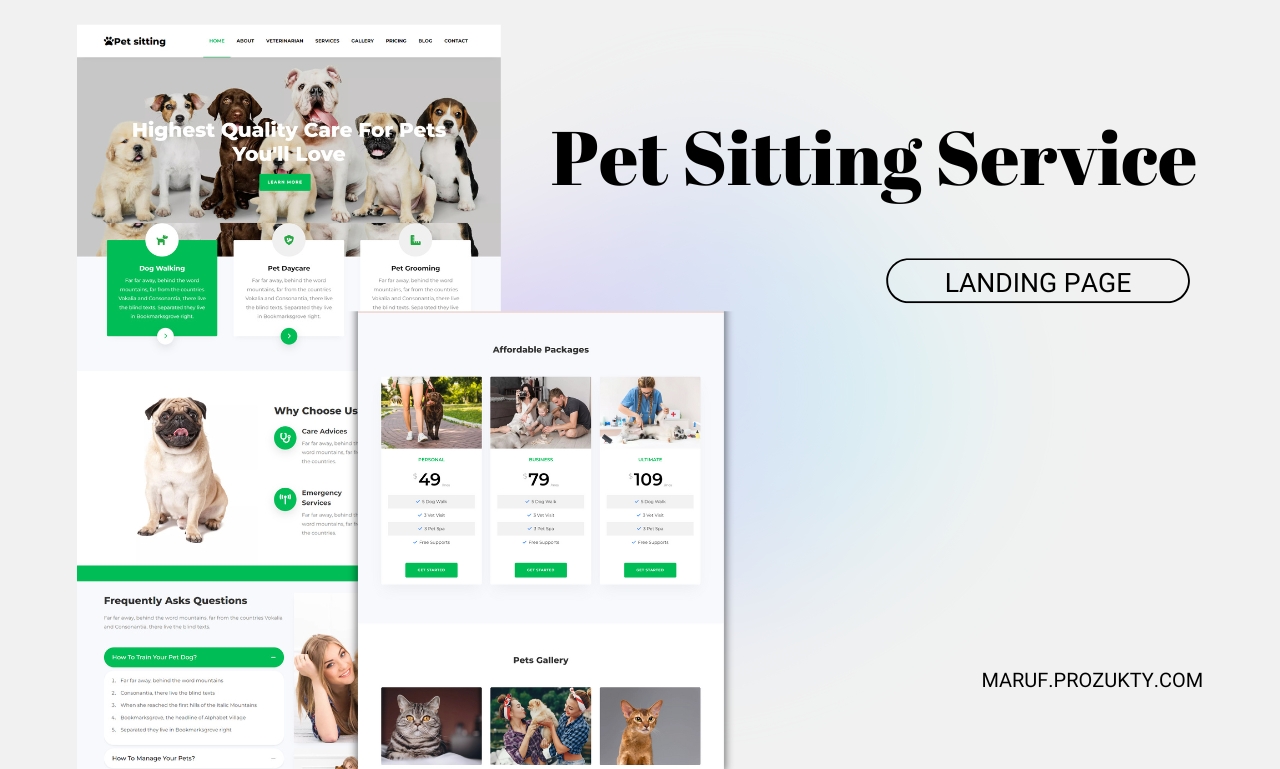 Pet sitting
HOME ABOUT VETERINARIAN SERVICES GALLERY PRICING BLOG CONTACT
Highest Quality Care For Pets
You'll Love
LEARN MORE
Dog Walking
Far far away, behind the word
mountains, far from the countries
Vokalia and Consonantia, there live
the blind texts. Separated they live
in Bookmarksgrove right.
Pet Daycare
Far far away, behind the word
mountains, far from the countries
Vokalia and Consonantia, there live
the blind texts. Separated they live
in Bookmarksgrove right.
Pet Grooming
Far far away, behind the word
mountains, far from the countries
Vokalia and Consonantia, there live
the blind texts. Separated they live
Why Choose Us
Care Advices
Far far away, behind th
word mountains, far fr
the countries.
Emergency
Services
Far far away, behind th
word mountains, far fr
the countries.
Frequently Asks Questions
Far far away, behind the word mountains, far from the countries Vokalia
and Consonantia, there live the blind texts
How To Train Your Pet Dog?
1. Far far away, behind the word mountains
2. Consonantia, there live the blind texts
3. When she reached the first hills of the Italic Mountains
4. Bookmarksgrove, the headline of Alphabet Village
5. Separated they live in Bookmarksgrove right
How To Manage Your Pets?
Affordable Packages
PERSONAL
$49
5 Dog Walk
3 Vet Visit
3 Pet Spa
Free Supports
GET STARTED
BUSINESS
$79
5 Dog Walk
3 Vet Visit
3 Pet Spa
Free Supports
GET STARTED
ULTIMATE
$109
5 Dog Walk
3 Vet Visit
3 Pet Spa
Free Supports
GET STARTED
Pets Gallery
Pet Sitting Service
LANDING PAGE
MARUF.PROZUKTY.COM